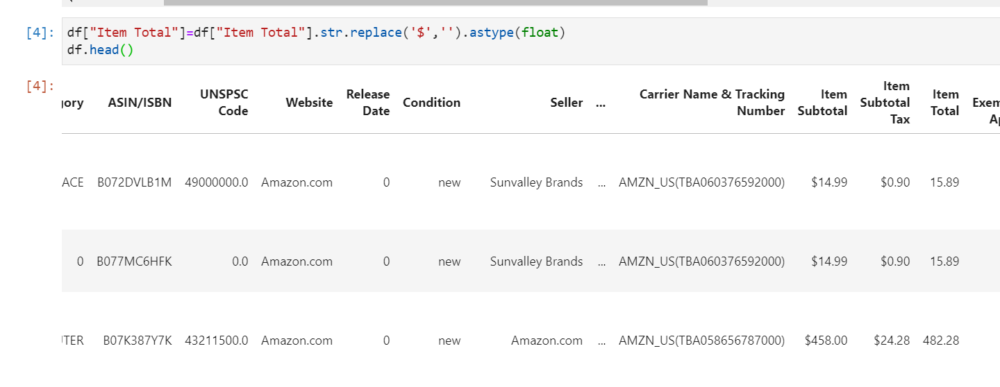 [4]: df["Item Total"]=df["Item Total"].str.replace('$','').astype(float)
df.head()
[4]:
gory ASIN/ISBN UNSPSC Code Website Release Date Condition Seller ... Carrier Name & Tracking Number Item Subtotal Item Subtotal Tax Item Total Exem
ACE B072DVLB1M 49000000.0 Amazon.com 0 new Sunvalley Brands ... AMZN_US(TBA060376592000) $14.99 $0.90 15.89
0 B077MC6HFK 0.0 Amazon.com 0 new Sunvalley Brands ... AMZN_US(TBA060376592000) $14.99 $0.90 15.89
UTER B07K387Y7K 43211500.0 Amazon.com 0 new Amazon.com ... AMZN_US(TBA058656787000) $458.00 $24.28 482.28